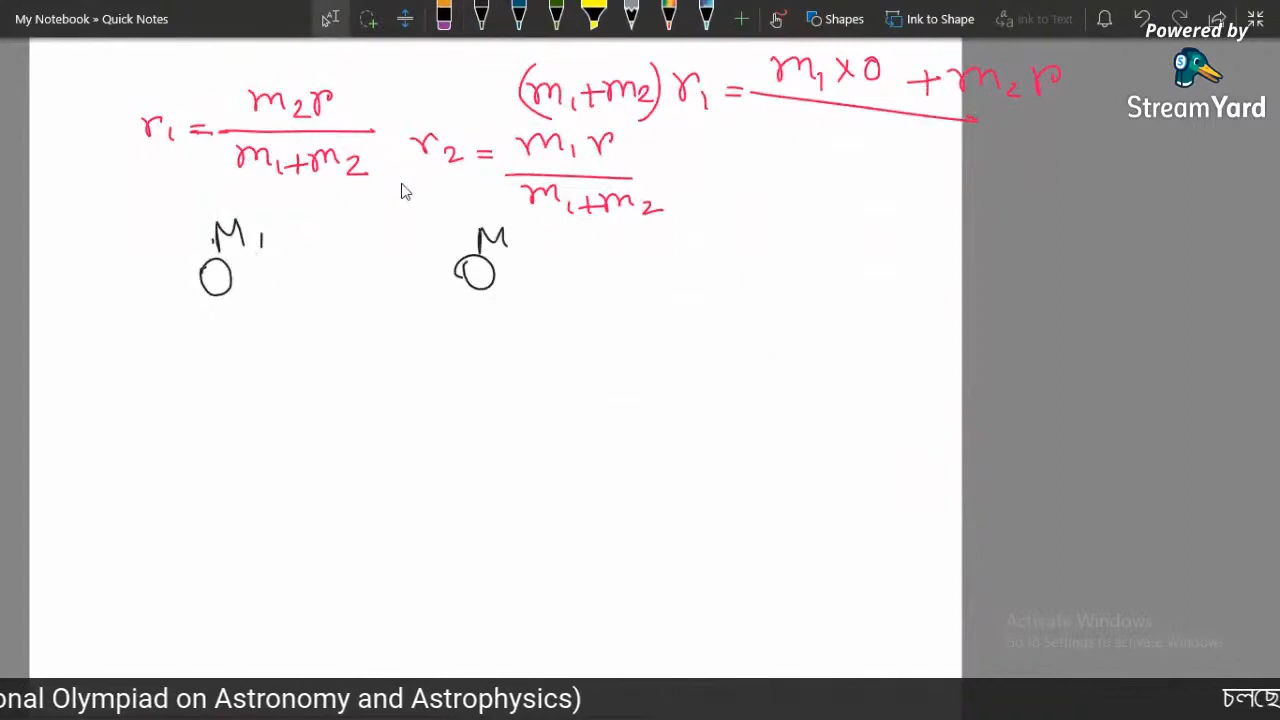 My Notebook » Quick Notes
Shapes
Ink to Shape
Ink to Text
Powered by
StreamYard
(m₁+m₂) r₁ = m₁×0 + m₂ r
r₁ = m₂r / m₁+m₂
r₂ = m₁ r / m₁+m₂
M₁
M
Activate Windows
Go to Settings to activate Windows.
onal Olympiad on Astronomy and Astrophysics)
চলছে